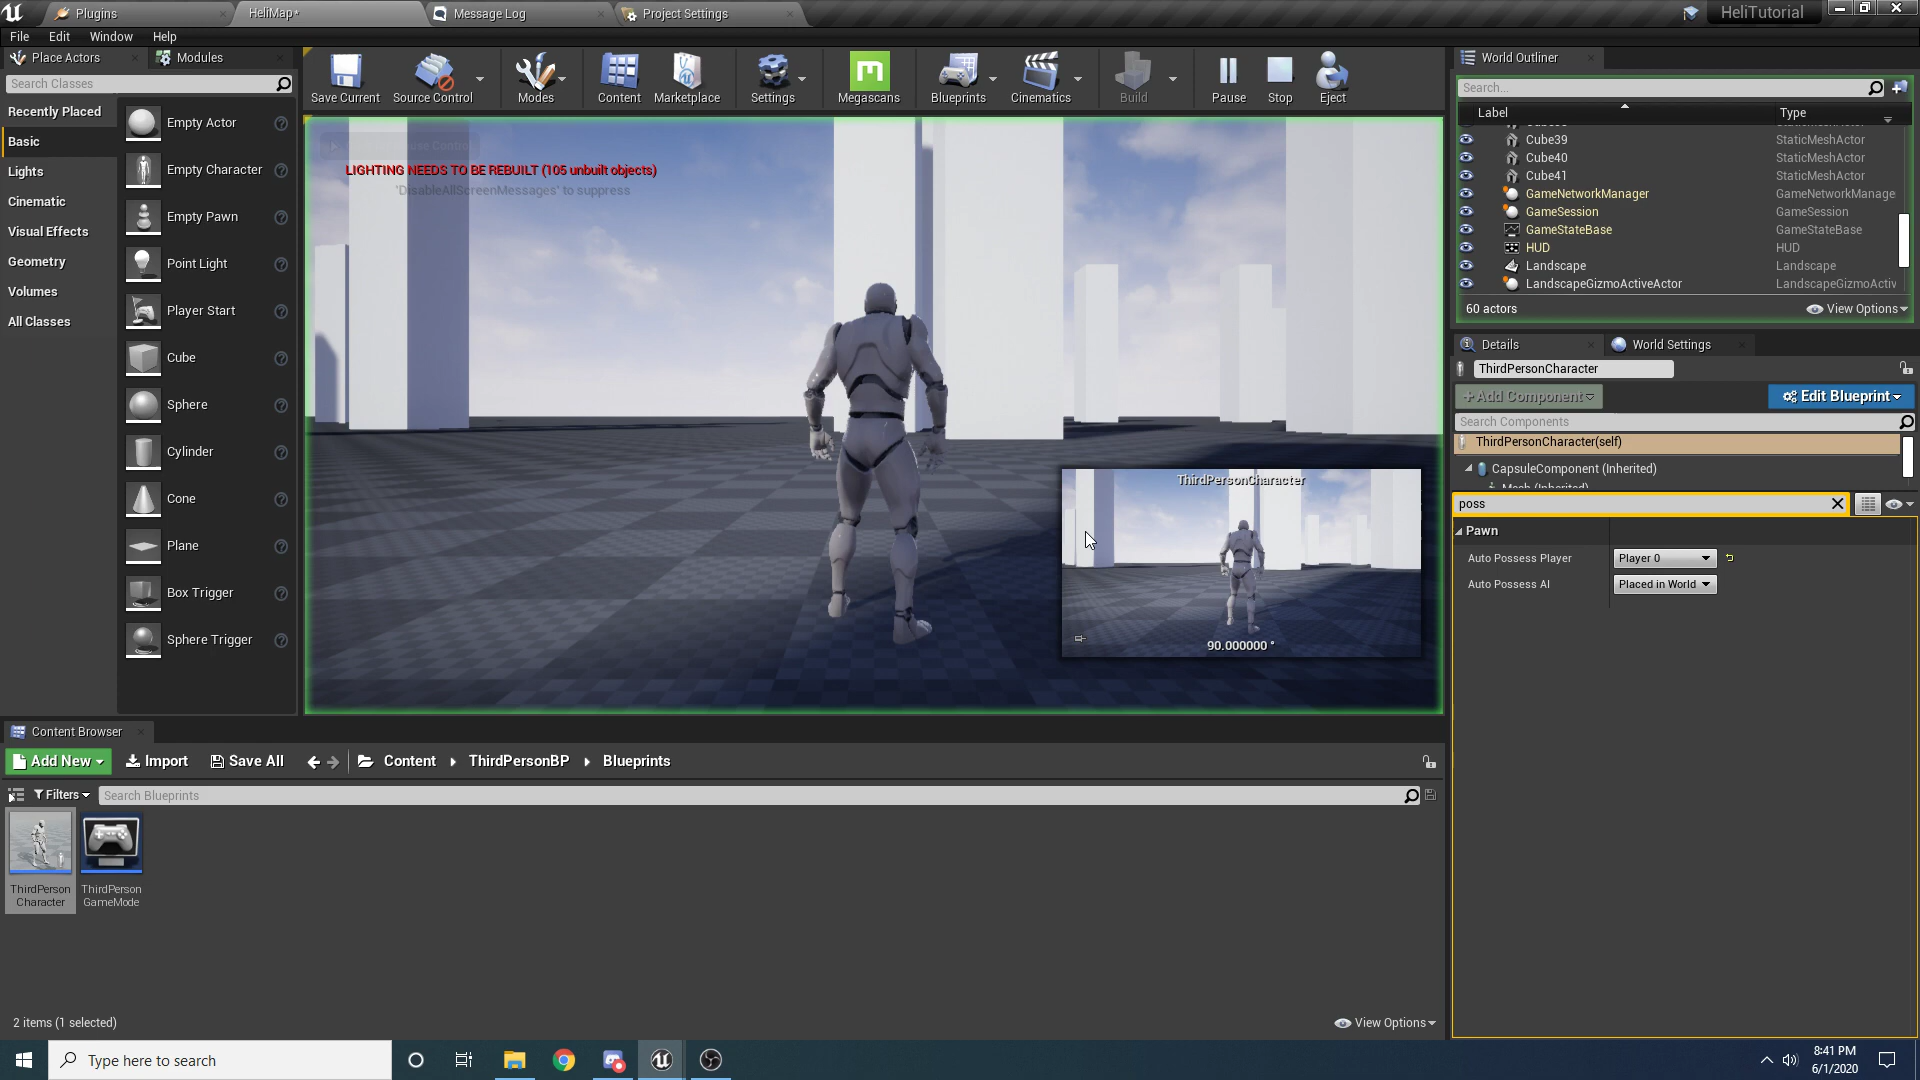 Plugins
HeliMap*
Message Log
Project Settings
HeliTutorial
File Edit Window Help
Place Actors
Modules
Search Classes
Recently Placed
Basic
Lights
Cinematic
Visual Effects
Geometry
Volumes
All Classes
Empty Actor
Empty Character
Empty Pawn
Point Light
Player Start
Cube
Sphere
Cylinder
Cone
Plane
Box Trigger
Sphere Trigger
Save Current
Source Control
Modes
Content
Marketplace
Settings
Megascans
Blueprints
Cinematics
Build
Pause
Stop
Eject
LIGHTING NEEDS TO BE REBUILT (105 unbuilt objects)
'DisableAllScreenMessages' to suppress
ThirdPersonCharacter
90.000000 °
World Outliner
Search...
Label Type
Cube39 StaticMeshActor
Cube40 StaticMeshActor
Cube41 StaticMeshActor
GameNetworkManager GameNetworkManage
GameSession GameSession
GameStateBase GameStateBase
HUD HUD
Landscape Landscape
LandscapeGizmoActiveActor LandscapeGizmoActiv
60 actors
View Options
Details
World Settings
ThirdPersonCharacter
+Add Component
Edit Blueprint
Search Components
ThirdPersonCharacter(self)
CapsuleComponent (Inherited)
Mesh (Inherited)
poss
Pawn
Auto Possess Player Player 0
Auto Possess AI Placed in World
Content Browser
Add New
Import
Save All
Content
ThirdPersonBP
Blueprints
Filters
Search Blueprints
ThirdPerson
Character
ThirdPerson
GameMode
2 items (1 selected)
View Options
Type here to search
8:41 PM
6/1/2020